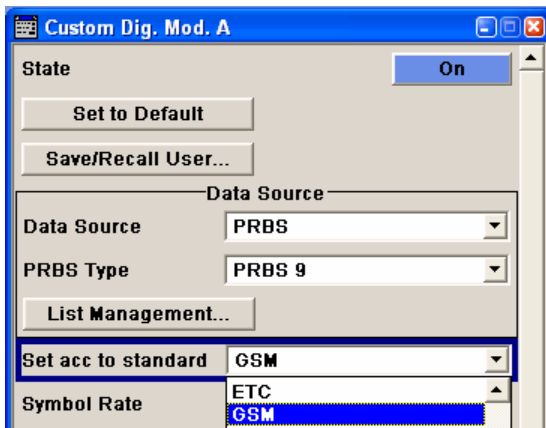 Custom Dig. Mod. A
State On
Set to Default
Save/Recall User...
Data Source
Data Source PRBS
PRBS Type PRBS 9
List Management...
Set acc to standard GSM
ETC
Symbol Rate
GSM